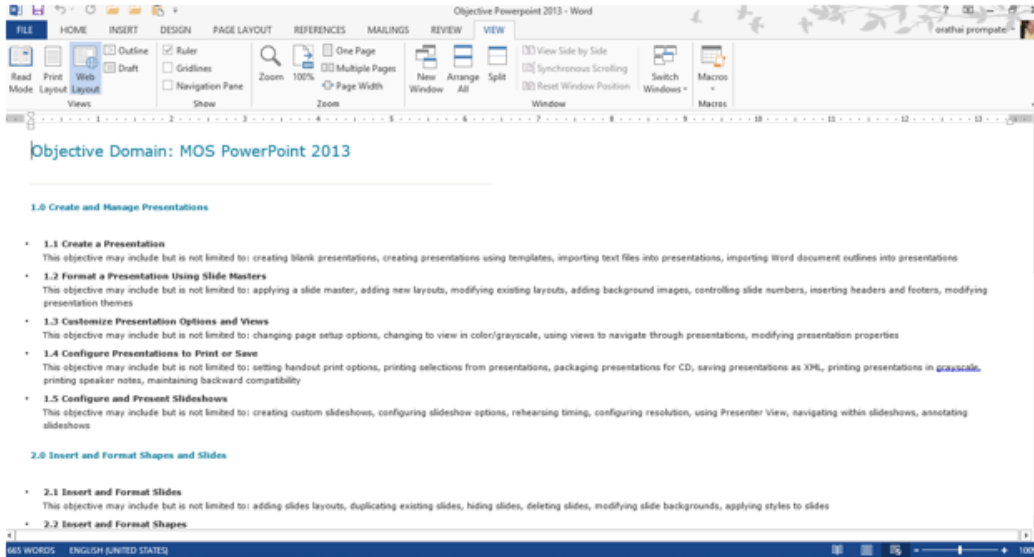 Objective Powerpoint 2013 - Word
FILE HOME INSERT DESIGN PAGE LAYOUT REFERENCES MAILINGS REVIEW VIEW
orathai prompate
Read Mode
Print Layout
Web Layout
Outline
Draft
Views
Ruler
Gridlines
Navigation Pane
Show
Zoom
100%
One Page
Multiple Pages
Page Width
Zoom
New Window
Arrange All
Split
View Side by Side
Synchronous Scrolling
Reset Window Position
Window
Switch Windows
Macros
Macros
1 2 3 4 5 6 7 8 9 10 11 12 13
Objective Domain: MOS PowerPoint 2013
1.0 Create and Manage Presentations
• 1.1 Create a Presentation
This objective may include but is not limited to: creating blank presentations, creating presentations using templates, importing text files into presentations, importing Word document outlines into presentations
• 1.2 Format a Presentation Using Slide Masters
This objective may include but is not limited to: applying a slide master, adding new layouts, modifying existing layouts, adding background images, controlling slide numbers, inserting headers and footers, modifying
presentation themes
• 1.3 Customize Presentation Options and Views
This objective may include but is not limited to: changing page setup options, changing to view in color/grayscale, using views to navigate through presentations, modifying presentation properties
• 1.4 Configure Presentations to Print or Save
This objective may include but is not limited to: setting handout print options, printing selections from presentations, packaging presentations for CD, saving presentations as XML, printing presentations in grayscale,
printing speaker notes, maintaining backward compatibility
• 1.5 Configure and Present Slideshows
This objective may include but is not limited to: creating custom slideshows, configuring slideshow options, rehearsing timing, configuring resolution, using Presenter View, navigating within slideshows, annotating
slideshows
2.0 Insert and Format Shapes and Slides
• 2.1 Insert and Format Slides
This objective may include but is not limited to: adding slides layouts, duplicating existing slides, hiding slides, deleting slides, modifying slide backgrounds, applying styles to slides
• 2.2 Insert and Format Shapes
665 WORDS ENGLISH (UNITED STATES)
100